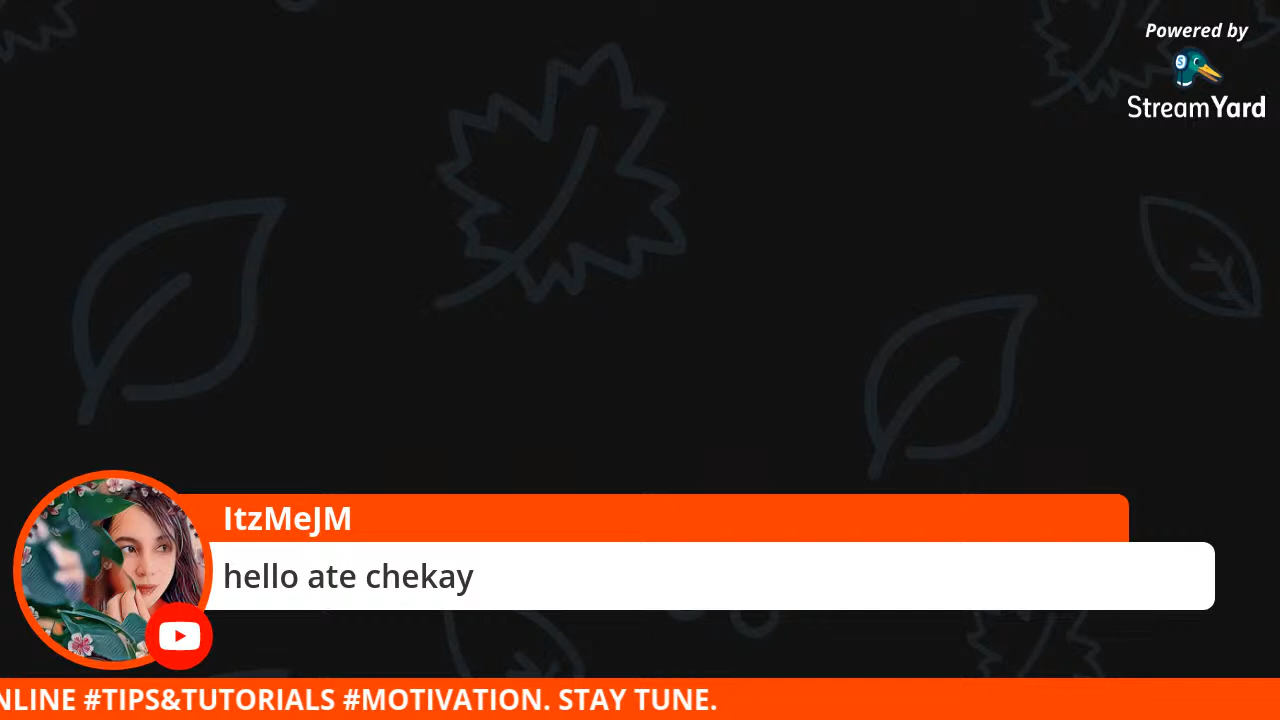 Powered by
StreamYard
ItzMeJM
hello ate chekay
NLINE #TIPS&TUTORIALS #MOTIVATION. STAY TUNE.